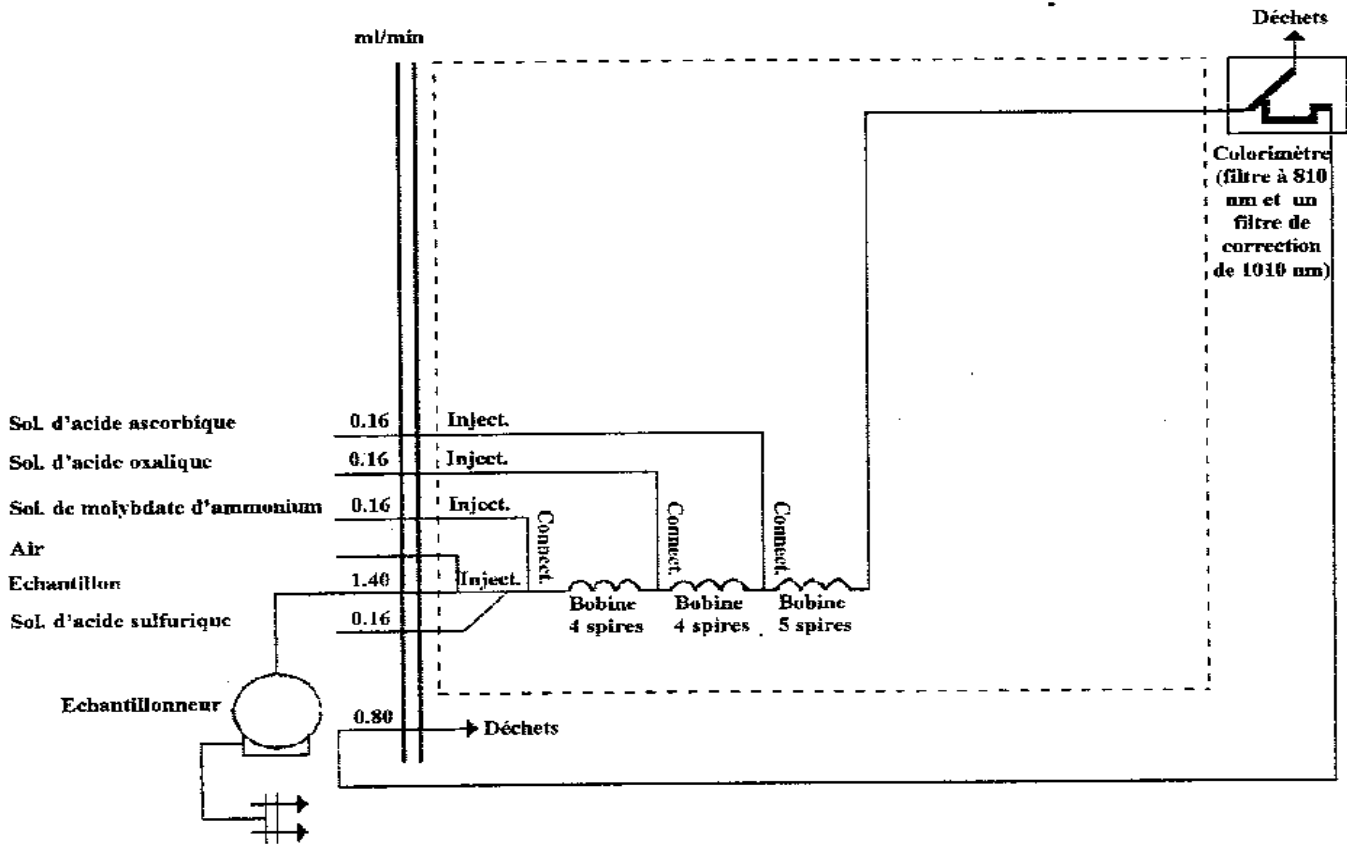 Déchets
ml/min
Colorimètre
(filtre à 810
nm et un
filtre de
correction
de 1010 nm)
Sol. d'acide ascorbique 0.16 Inject.
Sol. d'acide oxalique 0.16 Inject.
Sol. de molybdate d'ammonium 0.16 Inject.
Connect.
Connect.
Connect.
Air
Echantillon 1.40 Inject.
Sol. d'acide sulfurique 0.16
Bobine
4 spires
Bobine
4 spires
Bobine
5 spires
Echantillonneur
0.80 Déchets